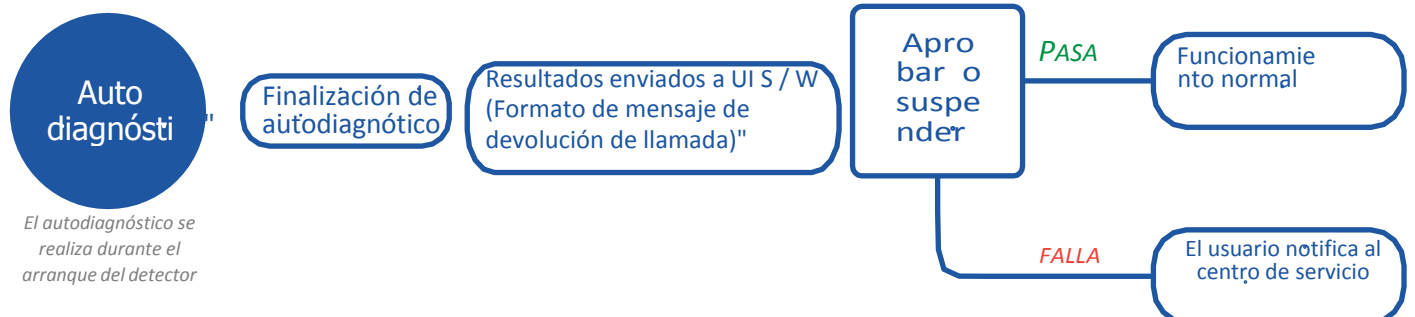 Auto
diagnósti "
El autodiagnóstico se
realiza durante el
arranque del detector
Finalización de
autodiagnótico
Resultados enviados a UI S / W
(Formato de mensaje de
devolución de llamada)"
Apro
bar o
suspe
nder
PASA
Funcionamie
nto normal
FALLA
El usuario notifica al
centro de servicio